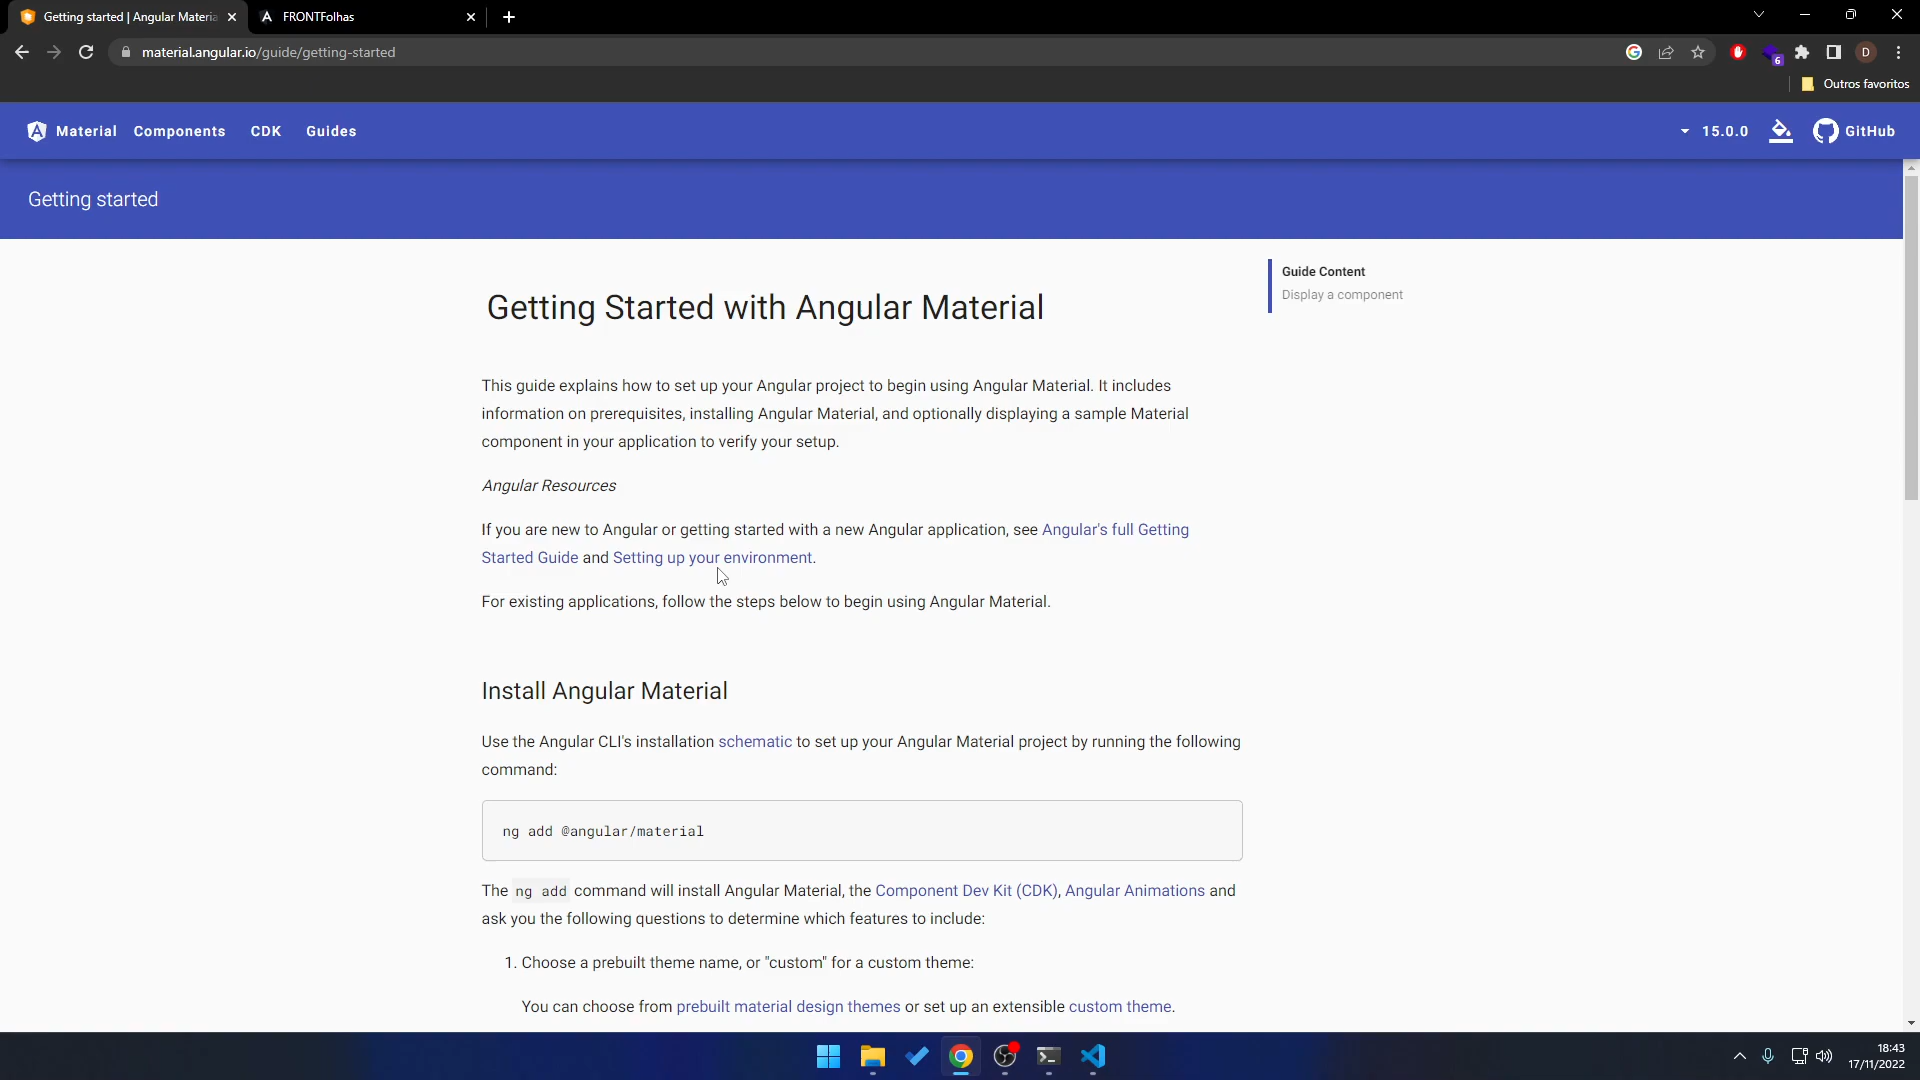 Getting started | Angular Materia
FRONTFolhas
material.angular.io/guide/getting-started
6
D
Outros favoritos
Material Components CDK Guides
15.0.0
GitHub
Getting started
Guide Content
Display a component
Getting Started with Angular Material
This guide explains how to set up your Angular project to begin using Angular Material. It includes
information on prerequisites, installing Angular Material, and optionally displaying a sample Material
component in your application to verify your setup.
Angular Resources
If you are new to Angular or getting started with a new Angular application, see Angular's full Getting
Started Guide and Setting up your environment.
For existing applications, follow the steps below to begin using Angular Material.
Install Angular Material
Use the Angular CLI's installation schematic to set up your Angular Material project by running the following
command:
ng add @angular/material
The ng add command will install Angular Material, the Component Dev Kit (CDK), Angular Animations and
ask you the following questions to determine which features to include:
1. Choose a prebuilt theme name, or "custom" for a custom theme:
You can choose from prebuilt material design themes or set up an extensible custom theme.
18:43
17/11/2022